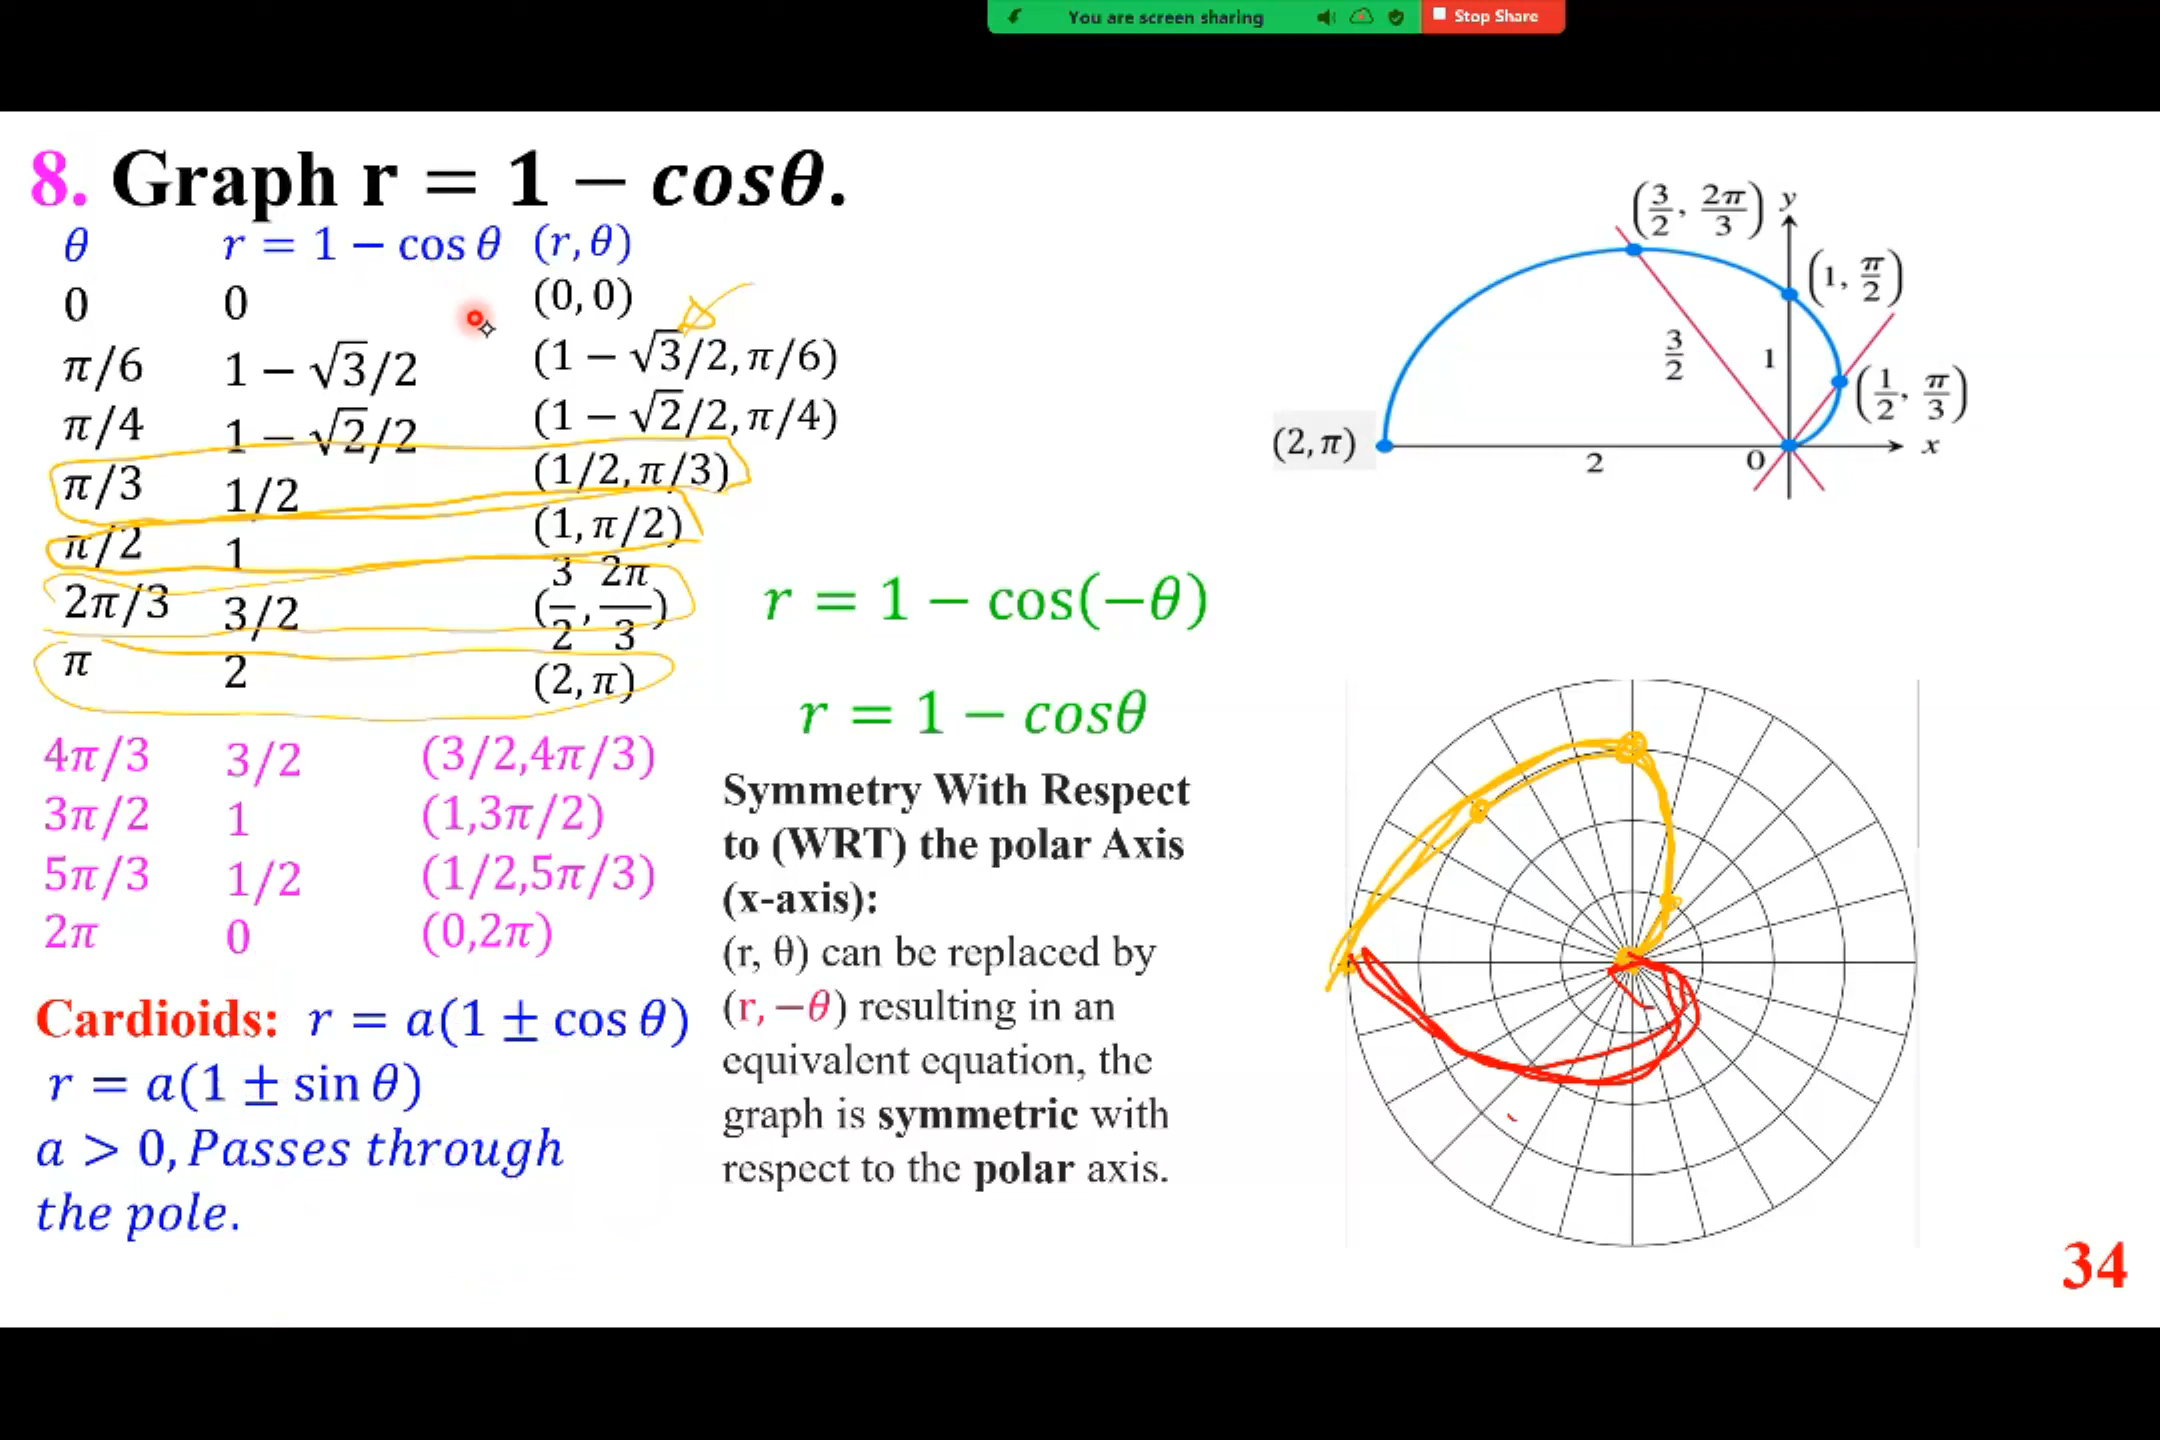 You are screen sharing Stop Share
8. Graph r = 1 − cosθ.
θ r = 1 − cos θ (r, θ)
0 0 (0, 0)
π/6 1 − √3/2 (1 − √3/2, π/6)
π/4 1 − √2/2 (1 − √2/2, π/4)
π/3 1/2 (1/2, π/3)
π/2 1 (1, π/2)
2π/3 3/2 (3/2, 2π/3)
π 2 (2, π)
4π/3 3/2 (3/2,4π/3)
3π/2 1 (1,3π/2)
5π/3 1/2 (1/2,5π/3)
2π 0 (0,2π)
Cardioids: r = a(1 ± cos θ)
r = a(1 ± sin θ)
a > 0, Passes through
the pole.
r = 1 − cos(−θ)
r = 1 − cosθ
Symmetry With Respect
to (WRT) the polar Axis
(x-axis):
(r, θ) can be replaced by
(r, −θ) resulting in an
equivalent equation, the
graph is symmetric with
respect to the polar axis.
(3/2, 2π/3) y
(1, π/2)
3/2 1
(1/2, π/3)
(2, π)
2 0 x
34